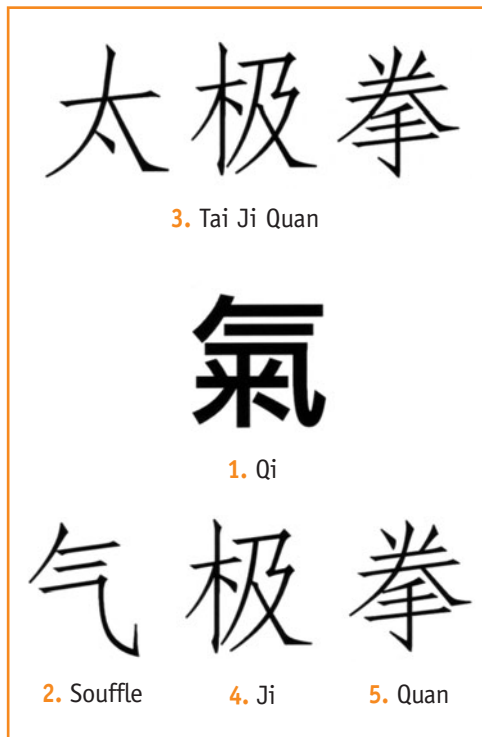 太极拳
3. Tai Ji Quan
氣
1. Qi
气 极 拳
2. Souffle 4. Ji 5. Quan